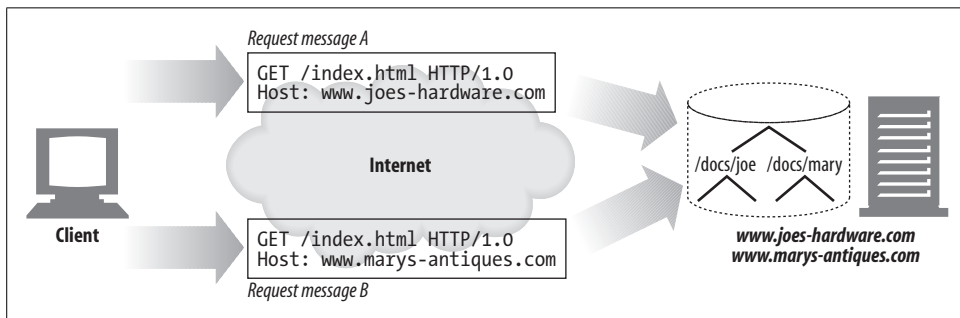 Request message A
GET /index.html HTTP/1.0
Host: www.joes-hardware.com
Internet
/docs/joe /docs/mary
Client
GET /index.html HTTP/1.0
Host: www.marys-antiques.com
Request message B
www.joes-hardware.com
www.marys-antiques.com